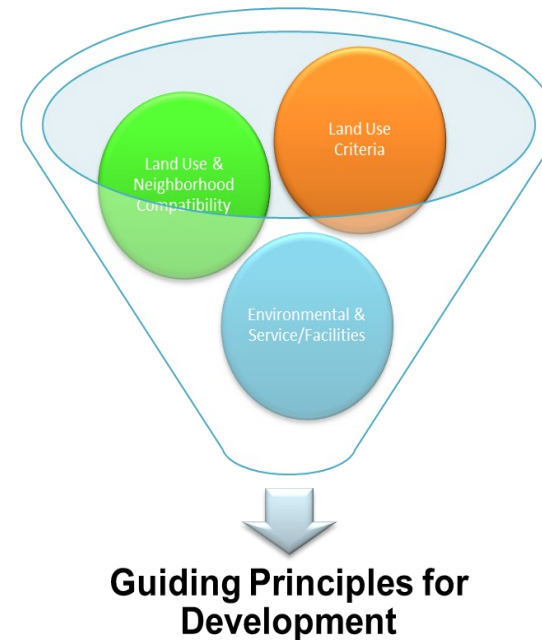 Land Use
Criteria
Land Use &
Neighborhood
Compatibility
Environmental &
Service/Facilities
Guiding Principles for
Development